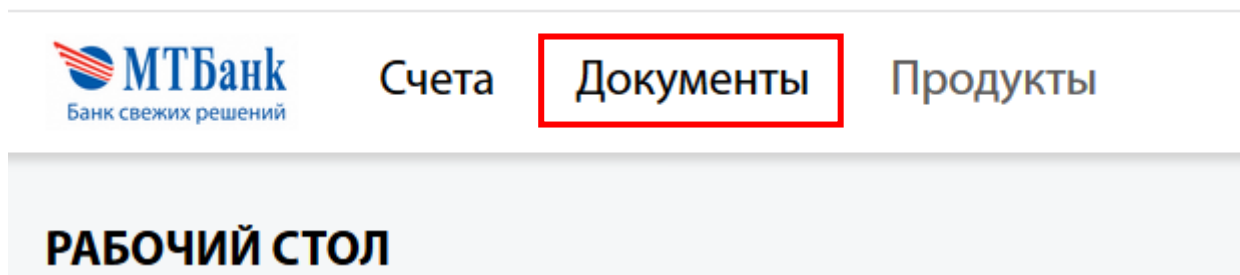 МТБанк
Банк свежих решений
Счета Документы Продукты
РАБОЧИЙ СТОЛ